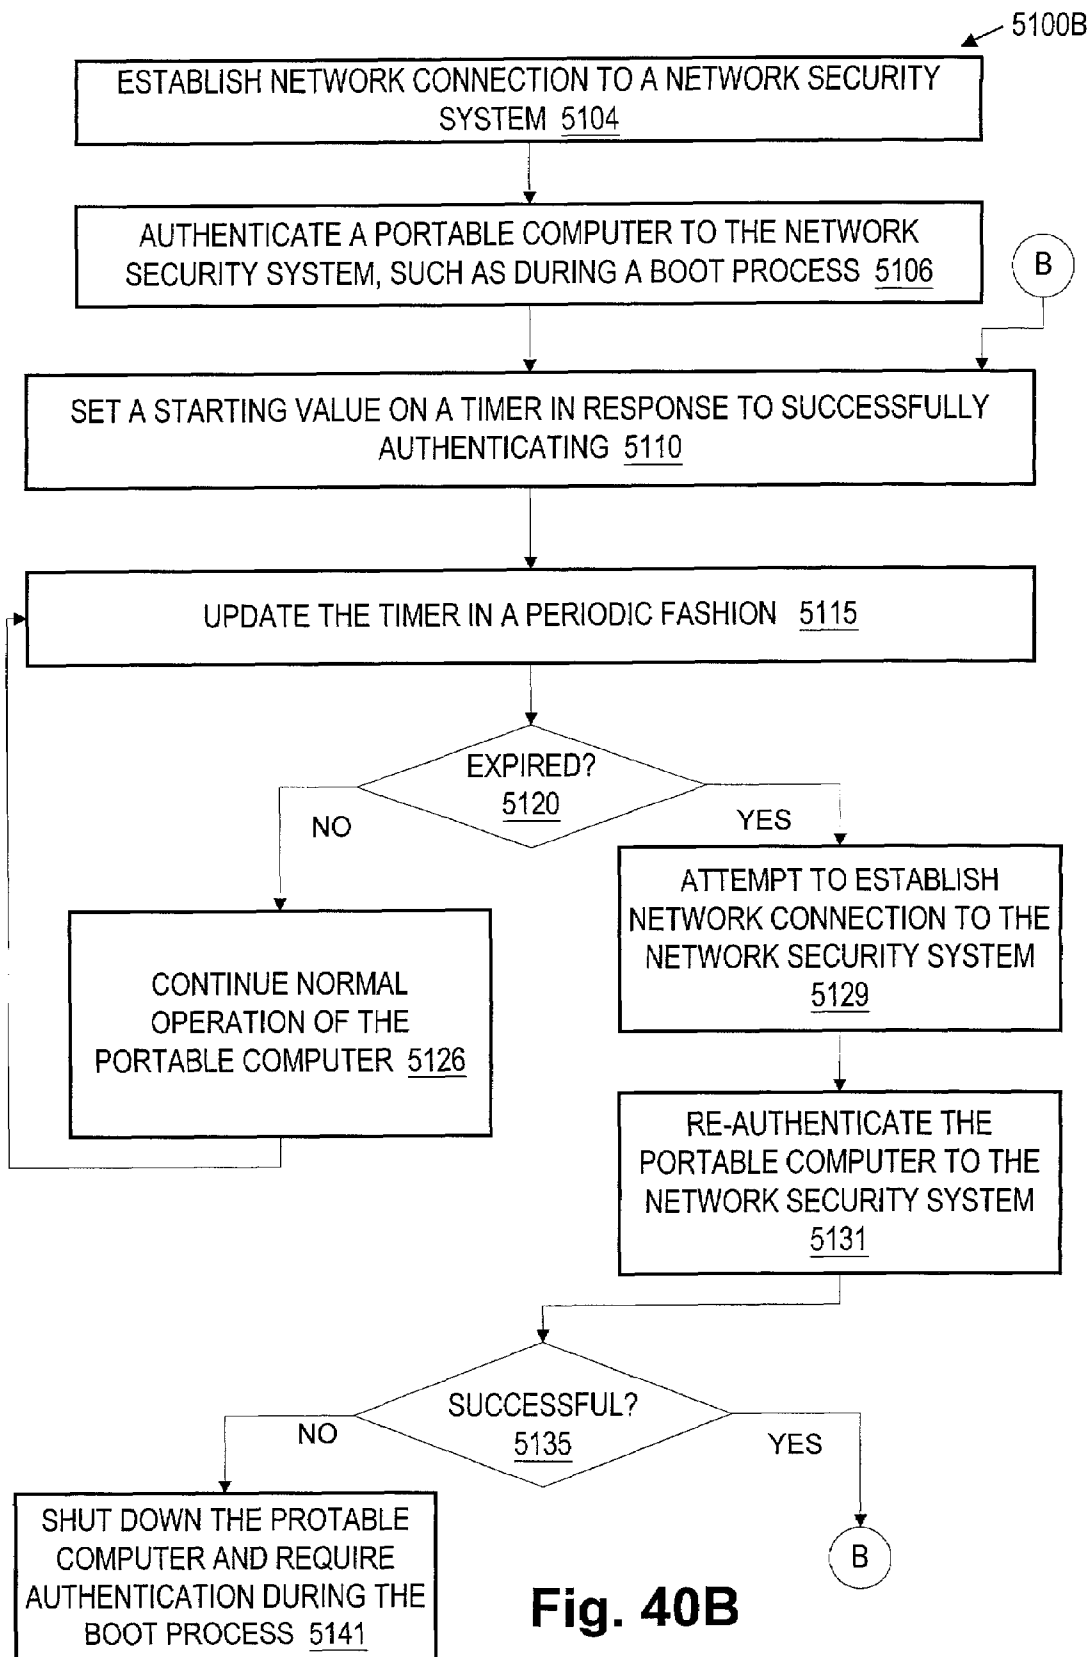 5100B
ESTABLISH NETWORK CONNECTION TO A NETWORK SECURITY
SYSTEM 5104
AUTHENTICATE A PORTABLE COMPUTER TO THE NETWORK
SECURITY SYSTEM, SUCH AS DURING A BOOT PROCESS 5106
B
SET A STARTING VALUE ON A TIMER IN RESPONSE TO SUCCESSFULLY
AUTHENTICATING 5110
UPDATE THE TIMER IN A PERIODIC FASHION 5115
EXPIRED?
5120
NO
YES
ATTEMPT TO ESTABLISH
NETWORK CONNECTION TO THE
NETWORK SECURITY SYSTEM
5129
CONTINUE NORMAL
OPERATION OF THE
PORTABLE COMPUTER 5126
RE-AUTHENTICATE THE
PORTABLE COMPUTER TO THE
NETWORK SECURITY SYSTEM
5131
SUCCESSFUL?
5135
NO
YES
SHUT DOWN THE PROTABLE
COMPUTER AND REQUIRE
AUTHENTICATION DURING THE
BOOT PROCESS 5141
B
Fig. 40B